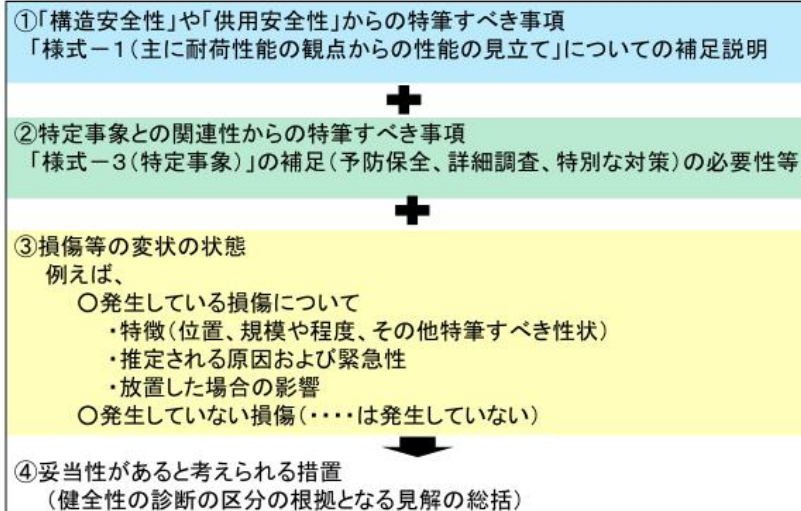 ①「構造安全性」や「供用安全性」からの特筆すべき事項
「様式－1(主に耐荷性能の観点からの性能の見立て」についての補足説明
②特定事象との関連性からの特筆すべき事項
「様式－3(特定事象)」の補足(予防保全、詳細調査、特別な対策)の必要性等
③損傷等の変状の状態
例えば、
〇発生している損傷について
・特徴(位置、規模や程度、その他特筆すべき性状)
・推定される原因および緊急性
・放置した場合の影響
〇発生していない損傷(・・・・は発生していない)
④妥当性があると考えられる措置
(健全性の診断の区分の根拠となる見解の総括)